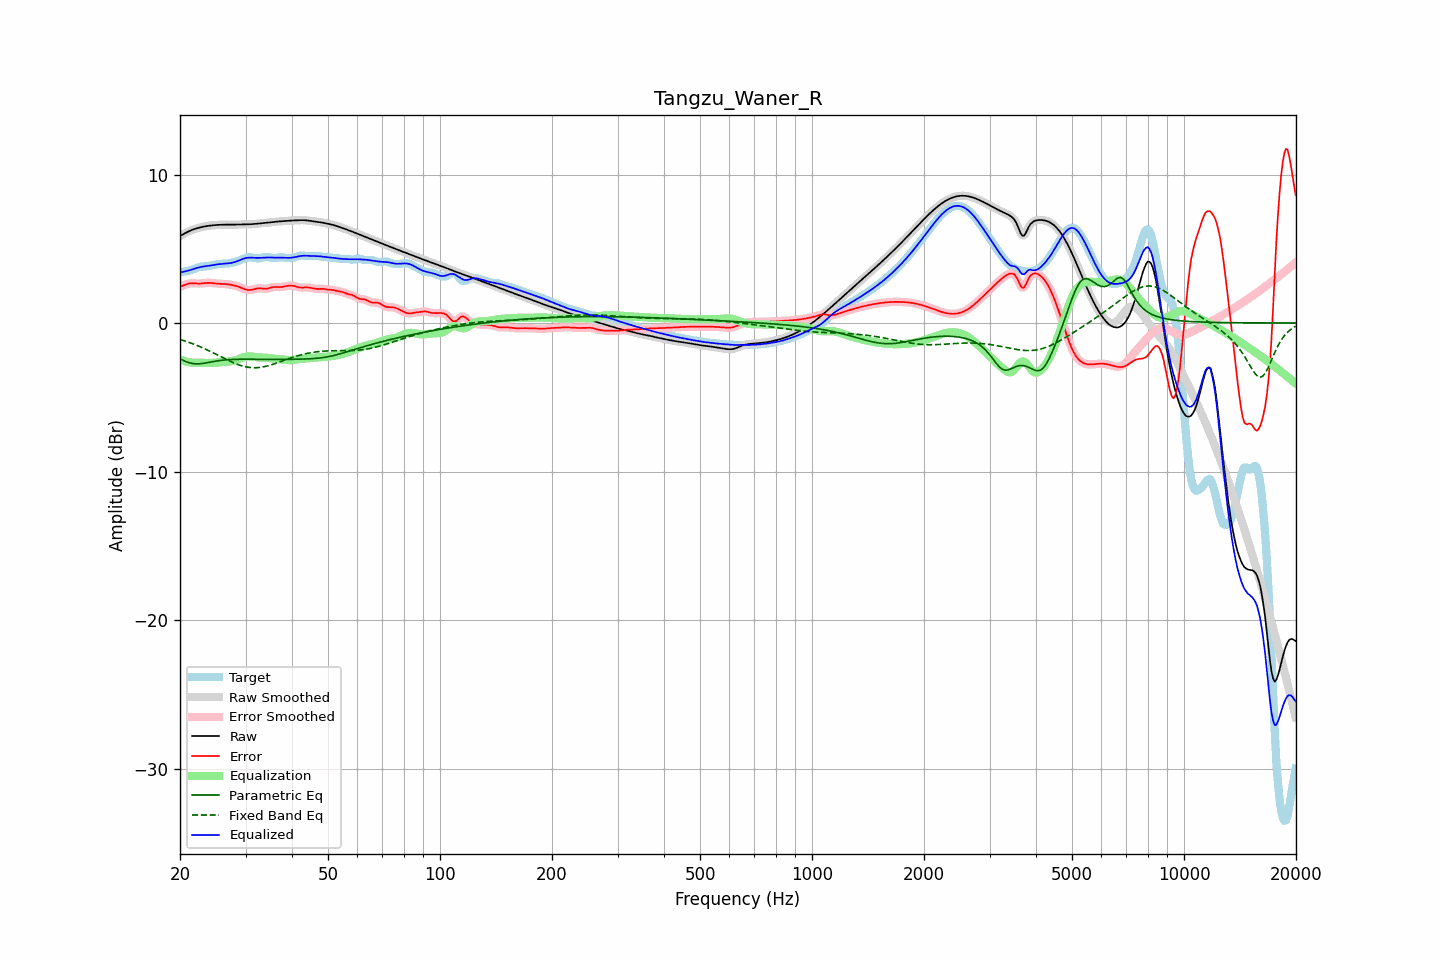 Tangzu_Waner_R
10
0
−10
−20
−30
Amplitude (dBr)
Target
Raw Smoothed
Error Smoothed
Raw
Error
Equalization
Parametric Eq
Fixed Band Eq
Equalized
20 50 100 200 500 1000 2000 5000 10000 20000
Frequency (Hz)